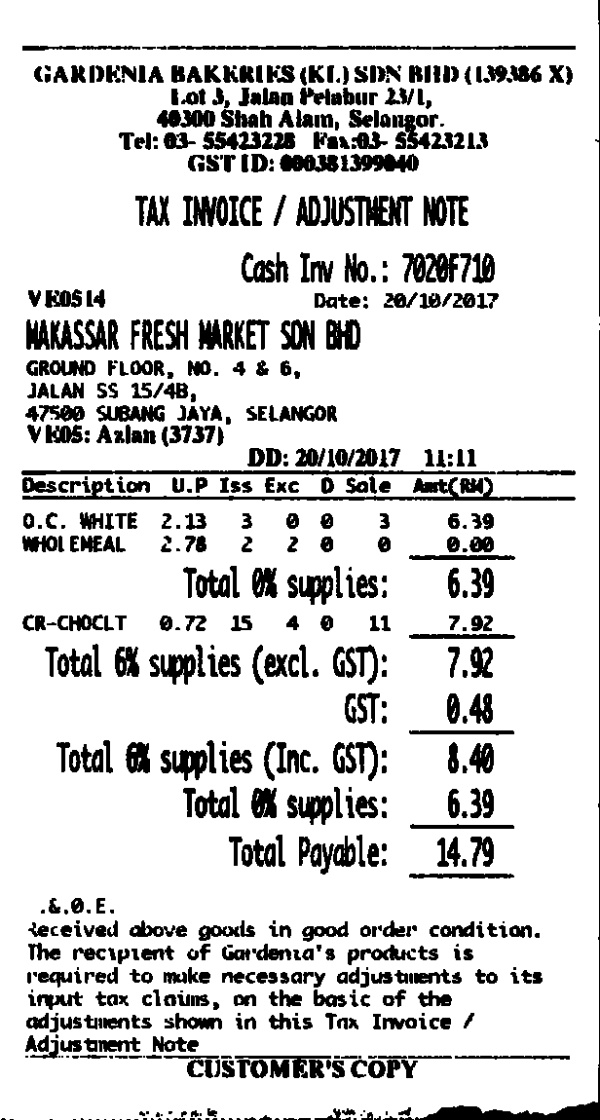 GARDENIA BAKERIES (KL) SDN BHD (139386 X)
Lot 3, Jalan Pelabur 23/1,
40300 Shah Alam, Selangor.
Tel: 03- 55423228 Fax:03- 55423213
GST ID: 000381399040
TAX INVOICE / ADJUSTMENT NOTE
Cash Inv No.: 7020F710
VE0514 Date: 20/10/2017
MAKASSAR FRESH MARKET SDN BHD
GROUND FLOOR, NO. 4 & 6,
JALAN SS 15/4B,
47500 SUBANG JAYA, SELANGOR
VE05: Azlan (3737)
DD: 20/10/2017 11:11
Description U.P Iss Exc D Sale Amt(RM)
O.C. WHITE 2.13 3 0 0 3 6.39
WHOLEMEAL 2.78 2 2 0 0 0.00
Total 0% supplies: 6.39
CR-CHOCLT 0.72 15 4 0 11 7.92
Total 6% supplies (excl. GST): 7.92
GST: 0.48
Total 6% supplies (Inc. GST): 8.40
Total 0% supplies: 6.39
Total Payable: 14.79
.&.O.E.
Received above goods in good order condition.
The recipient of Gardenia's products is
required to make necessary adjustments to its
input tax claims, on the basic of the
adjustments shown in this Tax Invoice /
Adjustment Note
CUSTOMER'S COPY